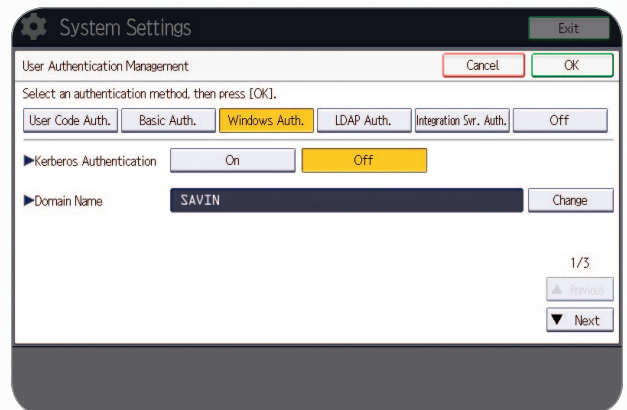 System Settings
Exit
User Authentication Management
Cancel
OK
Select an authentication method, then press [OK].
User Code Auth.
Basic Auth.
Windows Auth.
LDAP Auth.
Integration Svr. Auth.
Off
►Kerberos Authentication
On
Off
►Domain Name
SAVIN
Change
1/3
▲ Previous
▼ Next